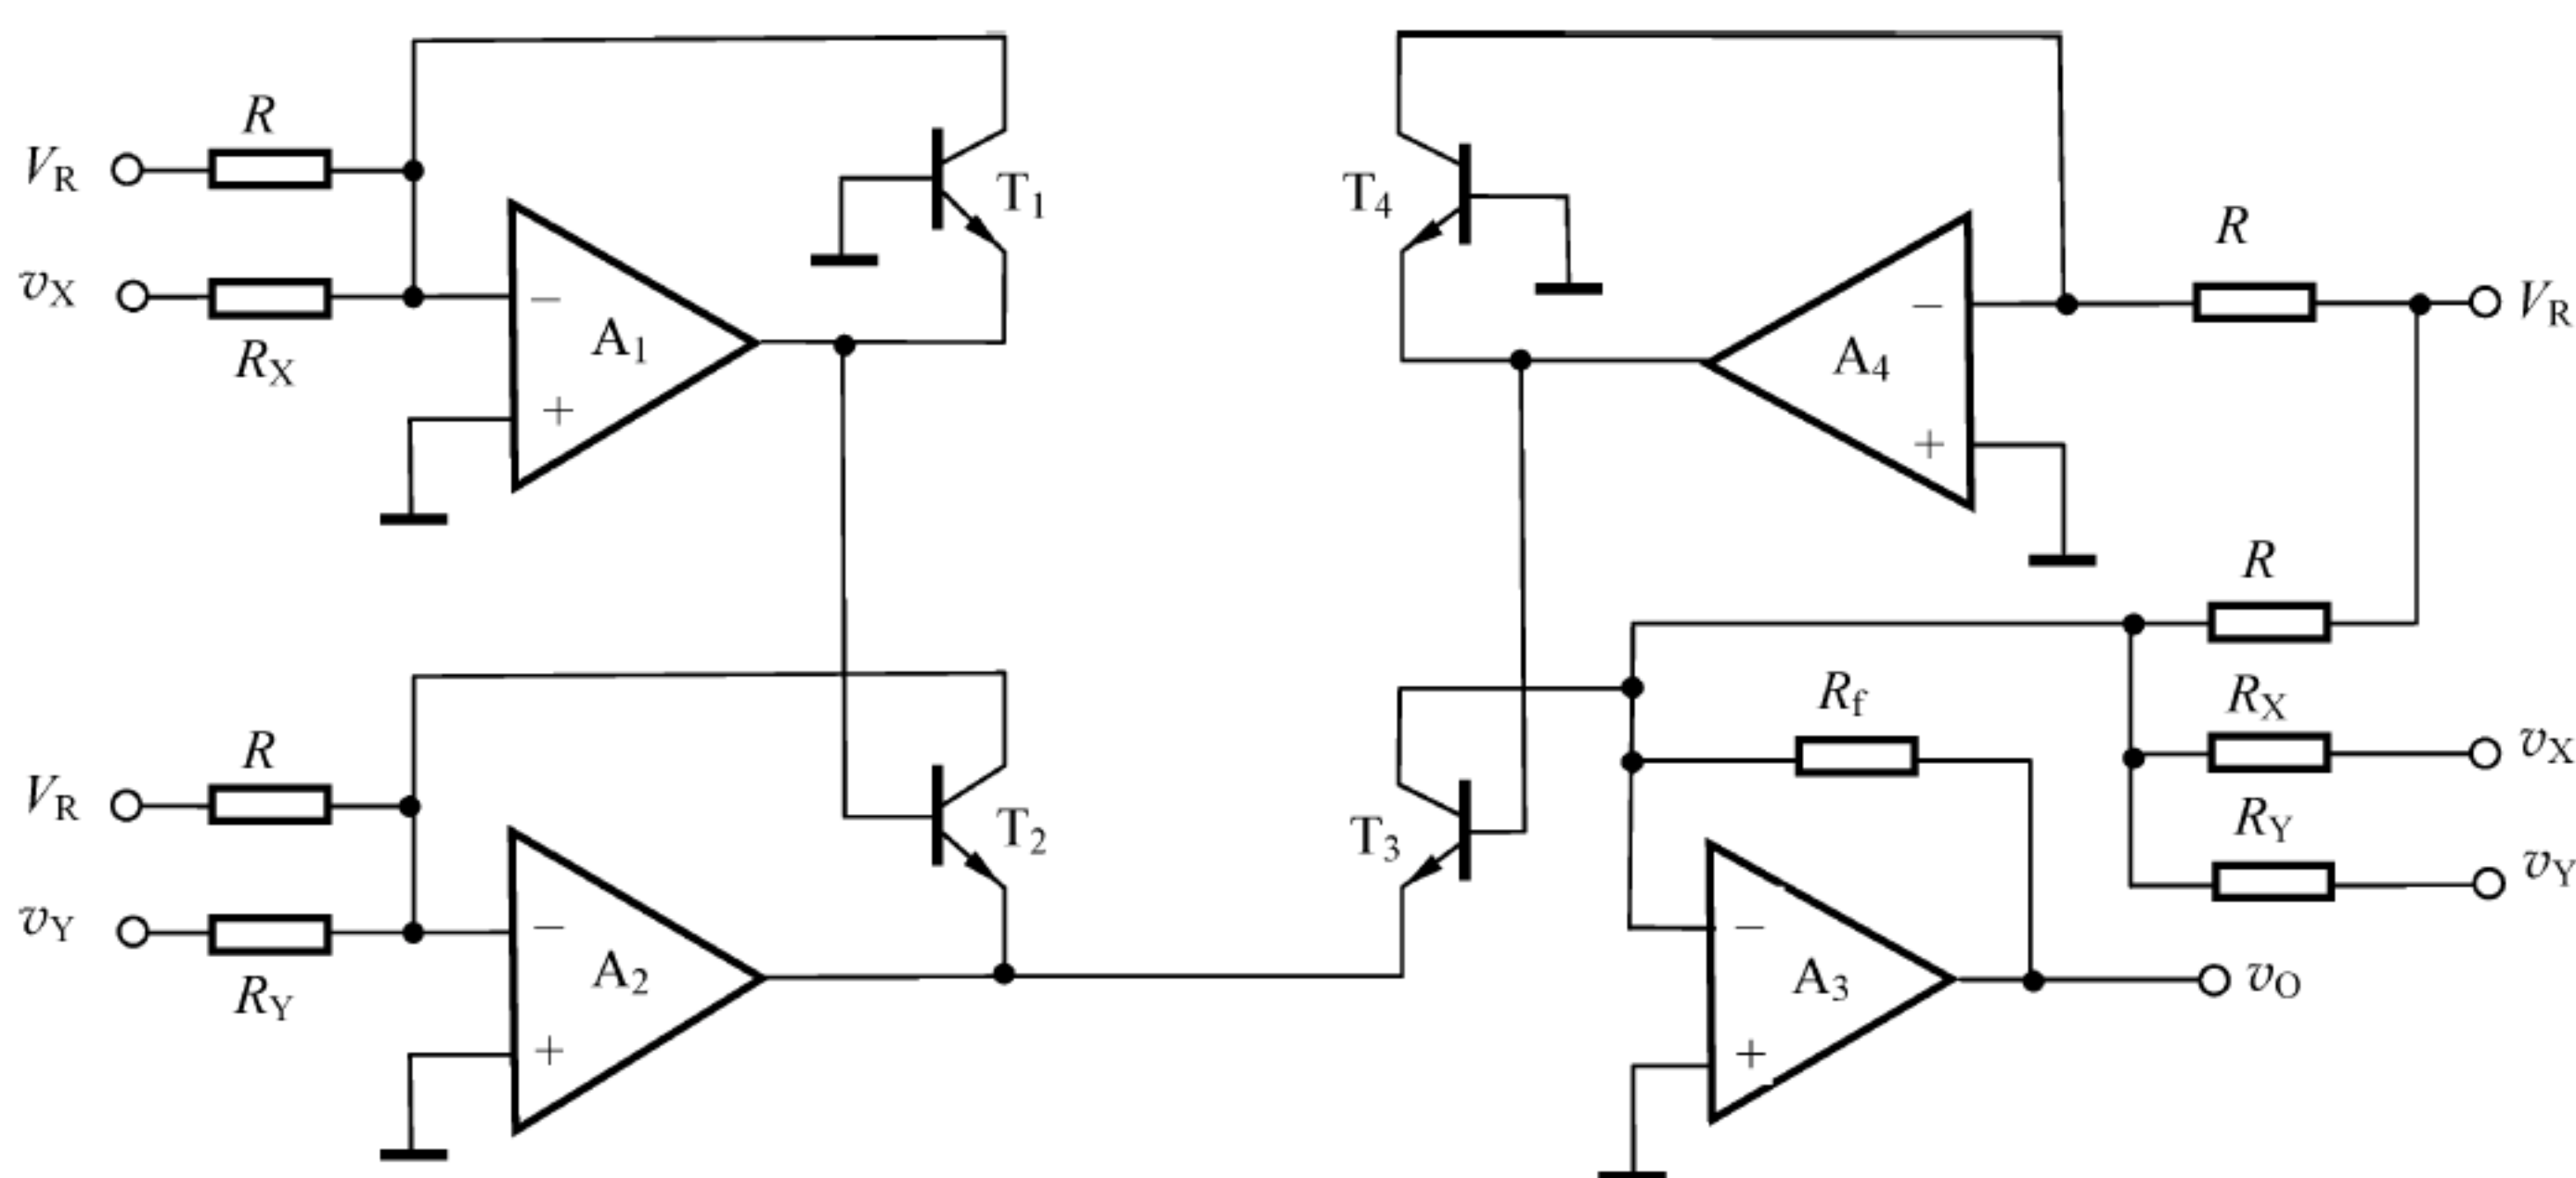 R
V_R
v_X
R_X
−
+
A_1
T_1
T_4
−
+
A_4
R
V_R
R
V_R
v_Y
R_Y
−
+
A_2
T_2
T_3
R_f
−
+
A_3
R
R_X
v_X
R_Y
v_Y
v_O